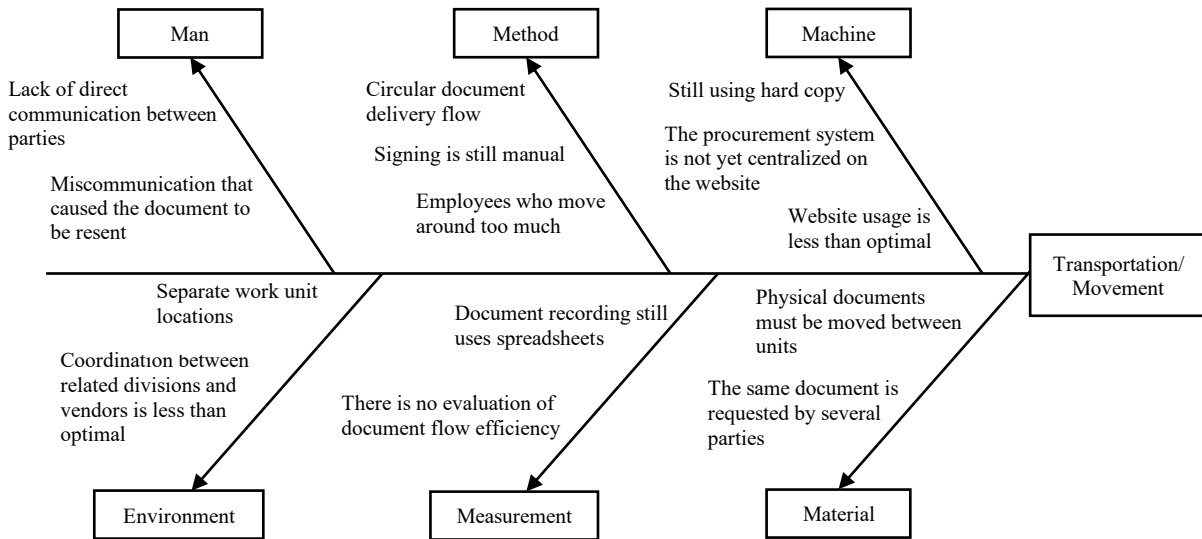 Man
Method
Machine
Lack of direct
communication between
parties
Miscommunication that
caused the document to
be resent
Circular document
delivery flow
Signing is still manual
Employees who move
around too much
Still using hard copy
The procurement system
is not yet centralized on
the website
Website usage is
less than optimal
Transportation/
Movement
Separate work unit
locations
Coordination between
related divisions and
vendors is less than
optimal
Document recording still
uses spreadsheets
There is no evaluation of
document flow efficiency
Physical documents
must be moved between
units
The same document is
requested by several
parties
Environment
Measurement
Material